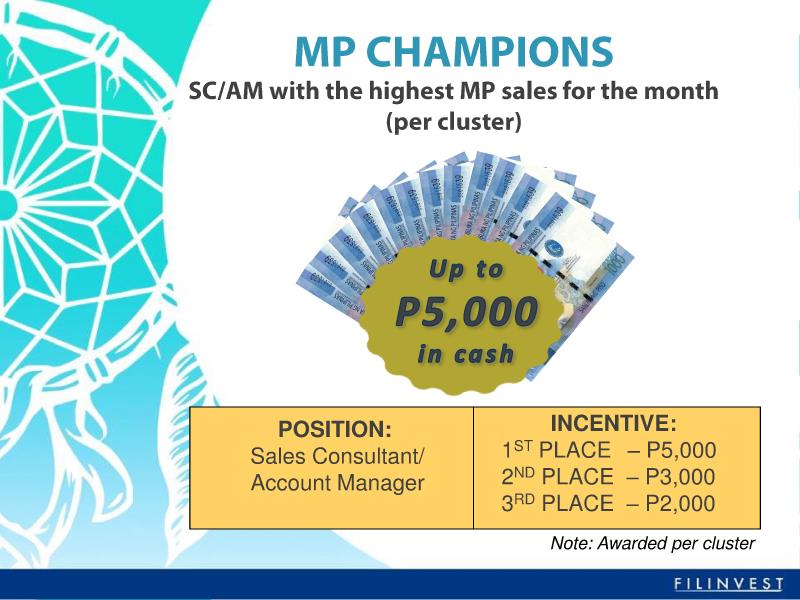 MP CHAMPIONS
SC/AM with the highest MP sales for the month
(per cluster)
Up to
P5,000
in cash
POSITION:
Sales Consultant/
Account Manager
INCENTIVE:
1ST PLACE – P5,000
2ND PLACE – P3,000
3RD PLACE – P2,000
Note: Awarded per cluster
FILINVEST